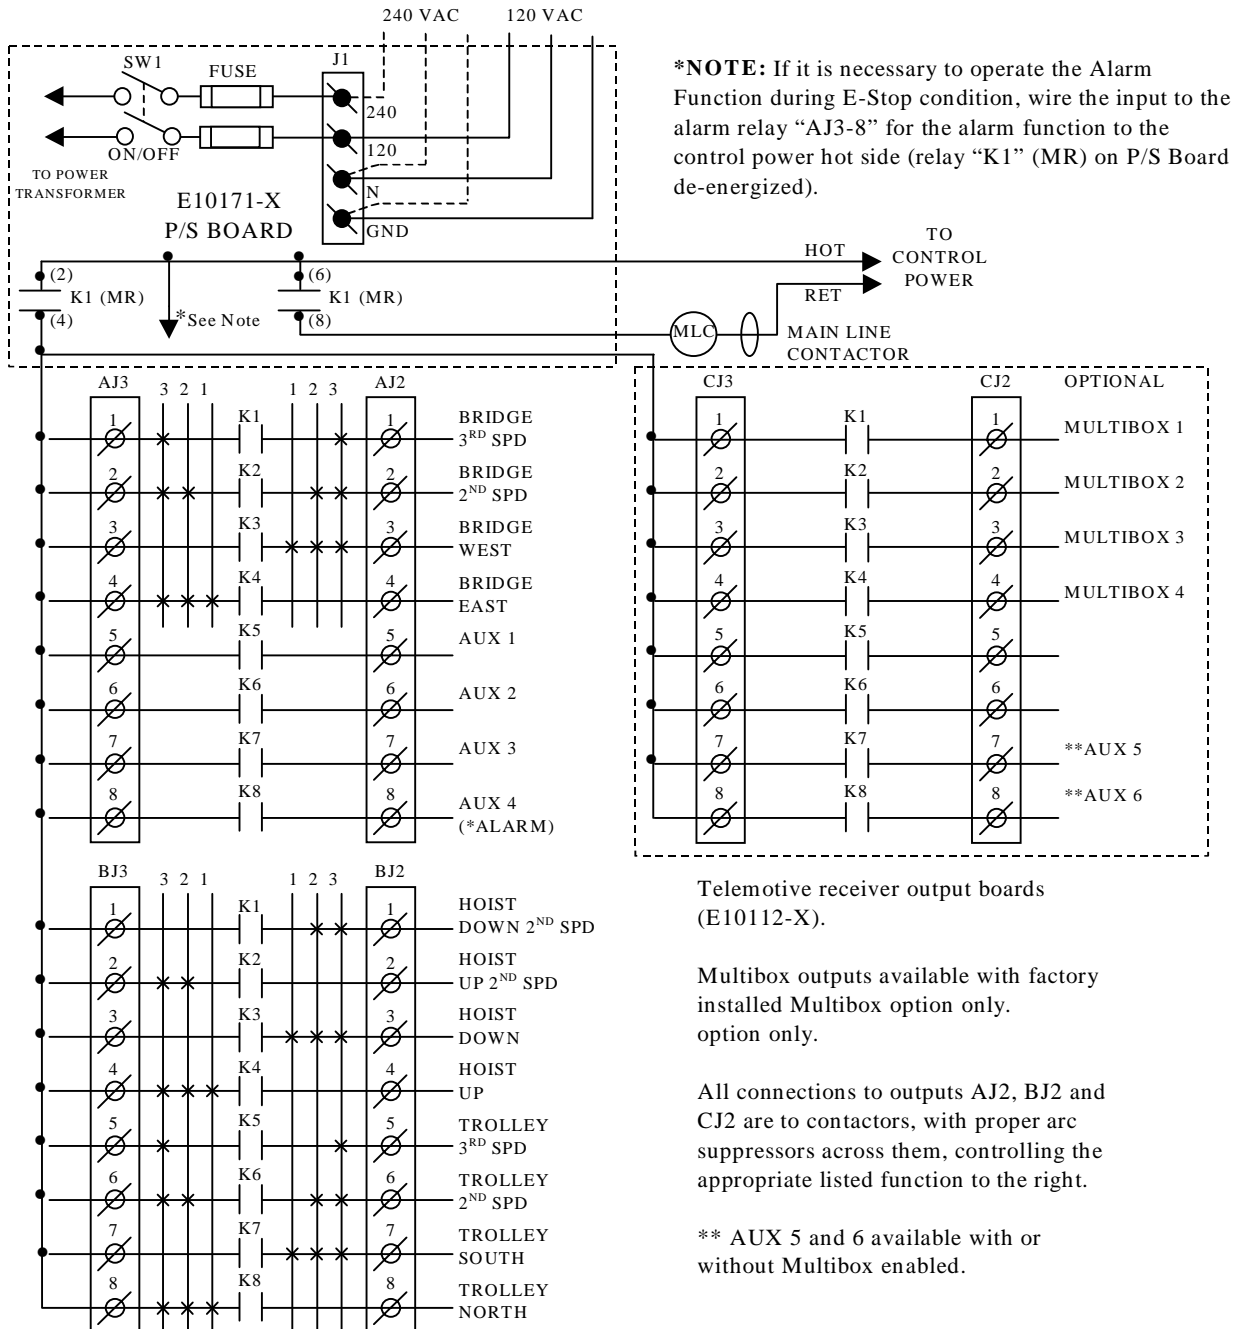 240 VAC 120 VAC
SW1 FUSE J1
240
120
N
GND
ON/OFF
TO POWER
TRANSFORMER
E10171-X
P/S BOARD
*NOTE: If it is necessary to operate the Alarm
Function during E-Stop condition, wire the input to the
alarm relay “AJ3-8” for the alarm function to the
control power hot side (relay “K1” (MR) on P/S Board
de-energized).
(2) (6) HOT TO
CONTROL
POWER
K1 (MR) K1 (MR) RET
(4) *See Note (8) MLC MAIN LINE
CONTACTOR
AJ3 3 2 1 1 2 3 AJ2
1 K1 1 BRIDGE
3RD SPD
2 K2 2 BRIDGE
2ND SPD
3 K3 3 BRIDGE
WEST
4 K4 4 BRIDGE
EAST
5 K5 5 AUX 1
6 K6 6 AUX 2
7 K7 7 AUX 3
8 K8 8 AUX 4
(*ALARM)
CJ3 CJ2 OPTIONAL
1 K1 1 MULTIBOX 1
2 K2 2 MULTIBOX 2
3 K3 3 MULTIBOX 3
4 K4 4 MULTIBOX 4
5 K5 5
6 K6 6
7 K7 7 **AUX 5
8 K8 8 **AUX 6
BJ3 3 2 1 1 2 3 BJ2
1 K1 1 HOIST
DOWN 2ND SPD
2 K2 2 HOIST
UP 2ND SPD
3 K3 3 HOIST
DOWN
4 K4 4 HOIST
UP
5 K5 5 TROLLEY
3RD SPD
6 K6 6 TROLLEY
2ND SPD
7 K7 7 TROLLEY
SOUTH
8 K8 8 TROLLEY
NORTH
Telemotive receiver output boards
(E10112-X).
Multibox outputs available with factory
installed Multibox option only.
option only.
All connections to outputs AJ2, BJ2 and
CJ2 are to contactors, with proper arc
suppressors across them, controlling the
appropriate listed function to the right.
** AUX 5 and 6 available with or
without Multibox enabled.